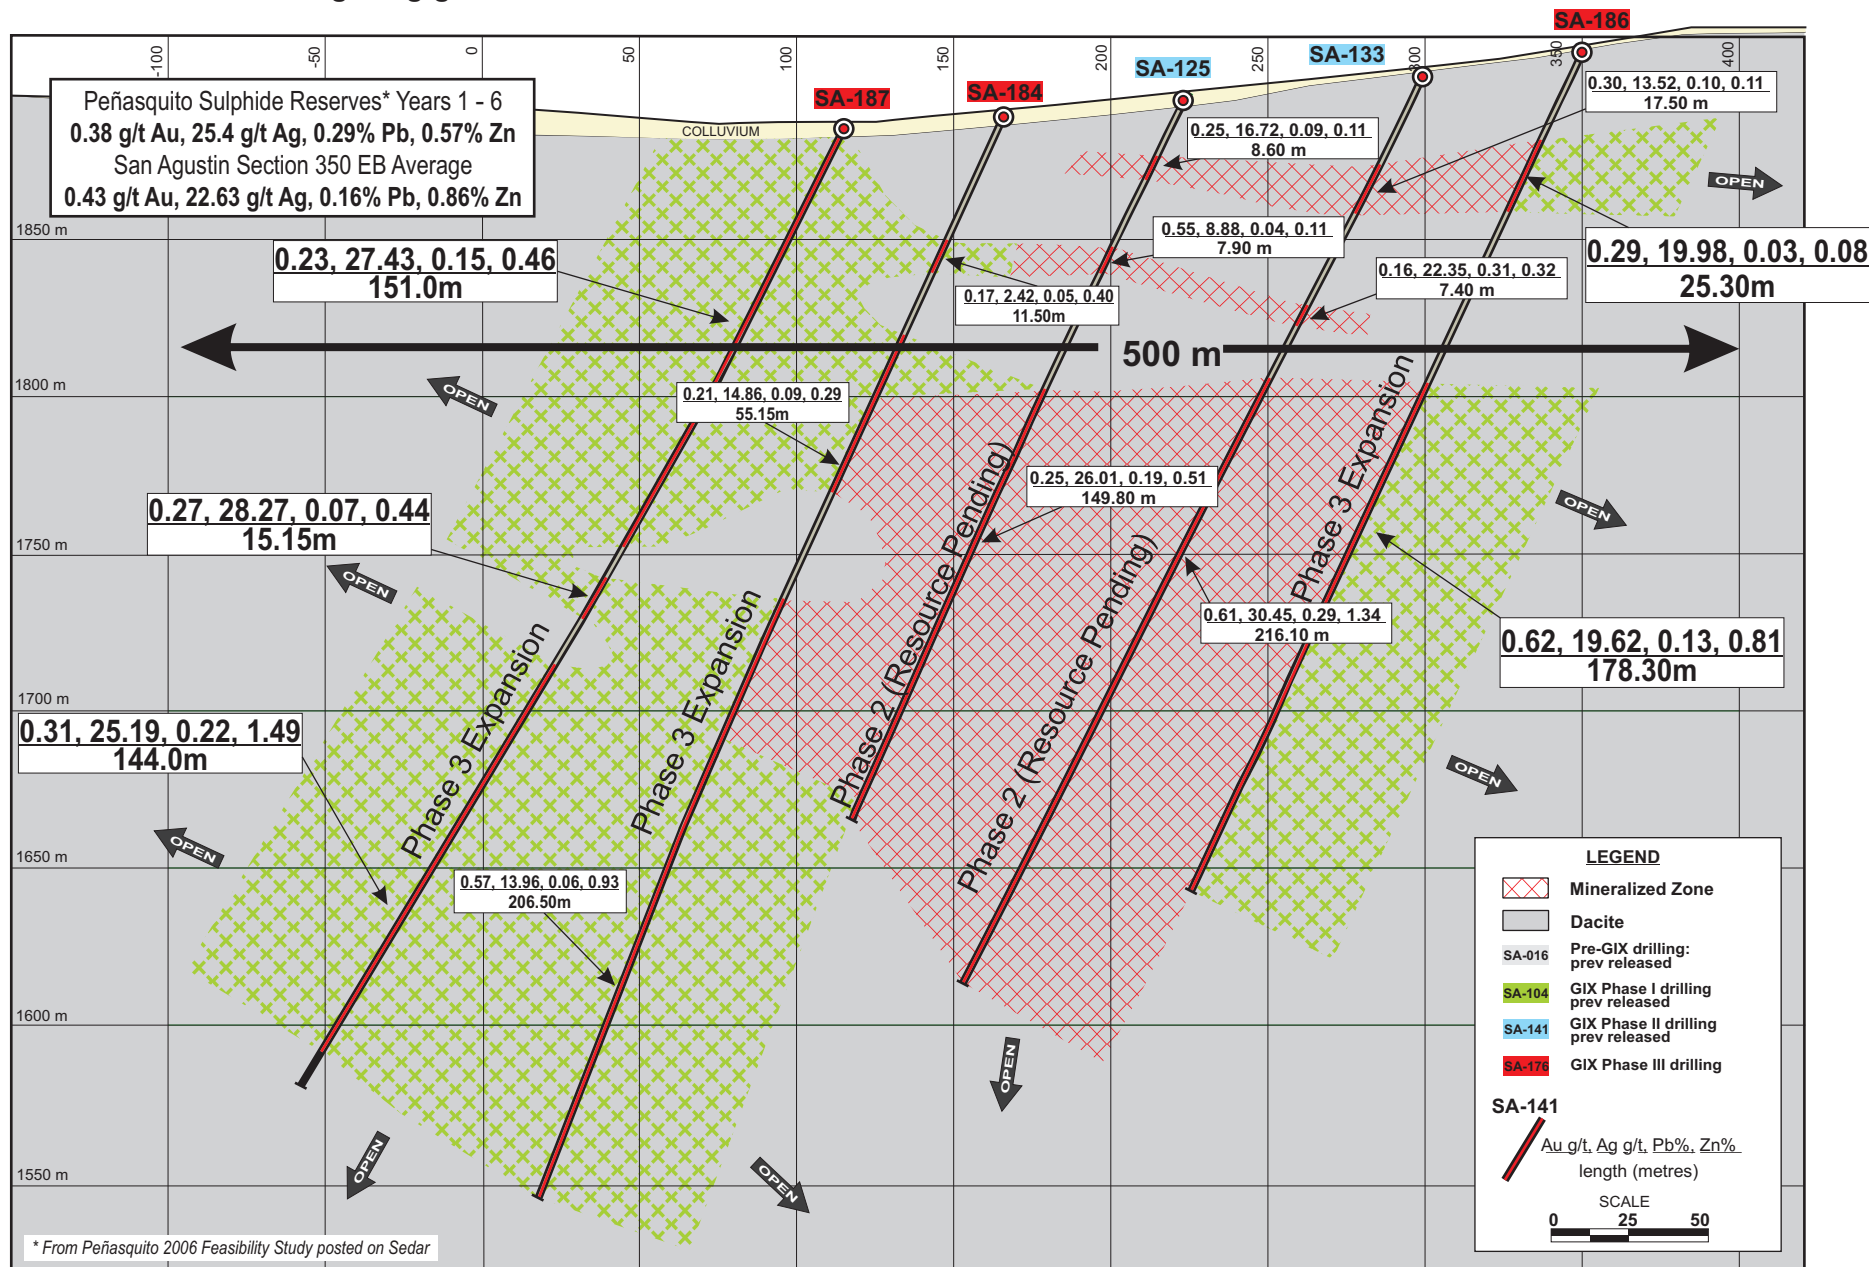 SA-186
SA-133
SA-125
SA-184
SA-187
-100
-50
0
50
100
150
200
250
300
350
400
Peñasquito Sulphide Reserves* Years 1 - 6
0.38 g/t Au, 25.4 g/t Ag, 0.29% Pb, 0.57% Zn
San Agustin Section 350 EB Average
0.43 g/t Au, 22.63 g/t Ag, 0.16% Pb, 0.86% Zn
COLLUVIUM
0.30, 13.52, 0.10, 0.11
17.50 m
0.25, 16.72, 0.09, 0.11
8.60 m
OPEN
1850 m
0.55, 8.88, 0.04, 0.11
7.90 m
0.23, 27.43, 0.15, 0.46
151.0m
0.29, 19.98, 0.03, 0.08
25.30m
0.16, 22.35, 0.31, 0.32
7.40 m
0.17, 2.42, 0.05, 0.40
11.50m
500 m
1800 m
OPEN
0.21, 14.86, 0.09, 0.29
55.15m
0.25, 26.01, 0.19, 0.51
149.80 m
0.27, 28.27, 0.07, 0.44
15.15m
OPEN
1750 m
OPEN
0.61, 30.45, 0.29, 1.34
216.10 m
0.62, 19.62, 0.13, 0.81
178.30m
Phase 3 Expansion
Phase 3 Expansion
Phase 2 (Resource Pending)
Phase 2 (Resource Pending)
Phase 3 Expansion
1700 m
0.31, 25.19, 0.22, 1.49
144.0m
OPEN
OPEN
1650 m
0.57, 13.96, 0.06, 0.93
206.50m
1600 m
OPEN
OPEN
OPEN
1550 m
LEGEND
Mineralized Zone
Dacite
SA-016 Pre-GIX drilling:
prev released
SA-104 GIX Phase I drilling
prev released
SA-141 GIX Phase II drilling
prev released
SA-176 GIX Phase III drilling
SA-141
Au g/t, Ag g/t, Pb%, Zn%
length (metres)
SCALE
0 25 50
* From Peñasquito 2006 Feasibility Study posted on Sedar